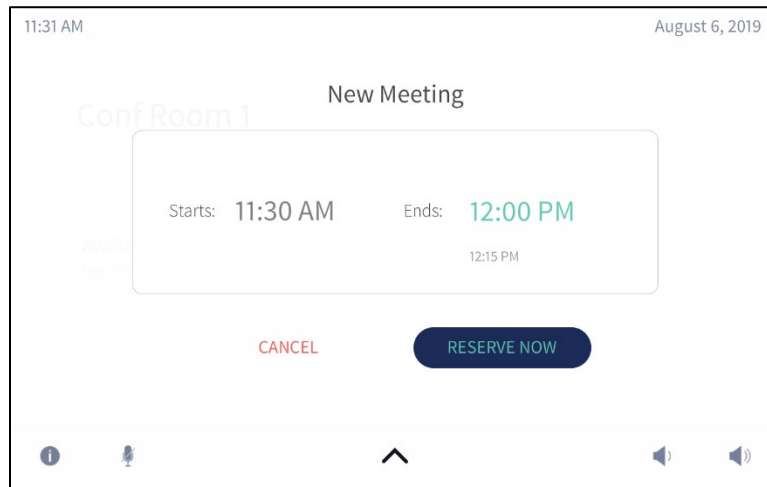 11:31 AM August 6, 2019
New Meeting
Conf Room 1
Starts: 11:30 AM Ends: 12:00 PM
12:15 PM
CANCEL RESERVE NOW